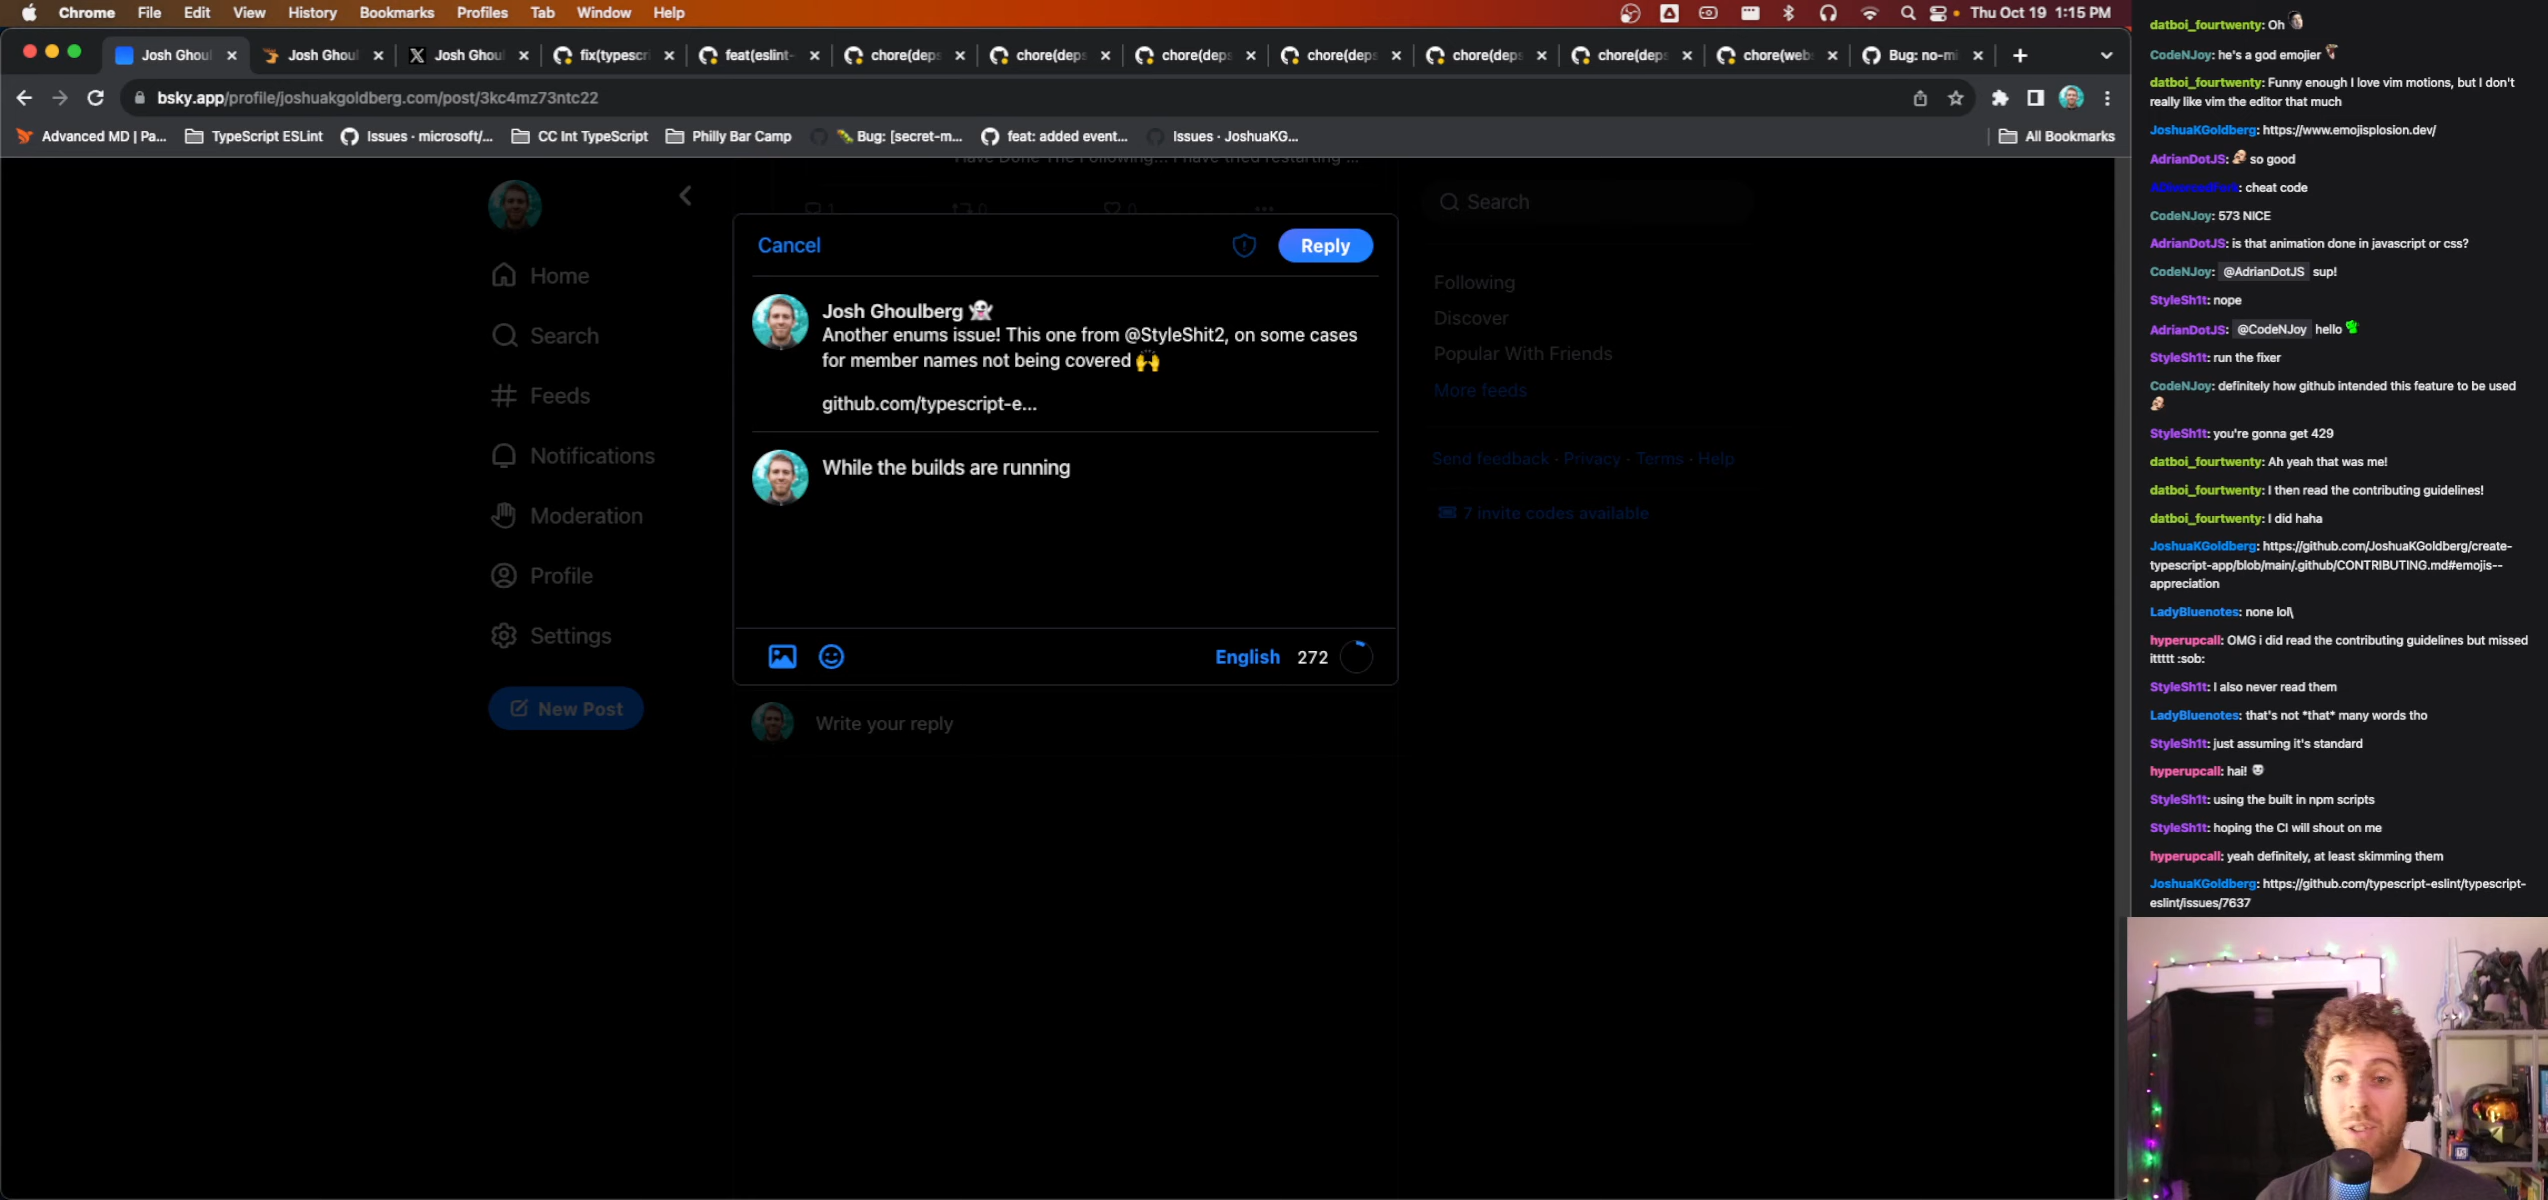 Chrome File Edit View History Bookmarks Profiles Tab Window Help
Thu Oct 19 1:15 PM
Josh Ghoul
Josh Ghoul
Josh Ghoul
fix(typescri
feat(eslint-
chore(deps
chore(deps
chore(deps
chore(deps
chore(deps
chore(deps
chore(webs
Bug: no-mi
bsky.app/profile/joshuakgoldberg.com/post/3kc4mz73ntc22
Advanced MD | Pa...
TypeScript ESLint
Issues · microsoft/...
CC Int TypeScript
Philly Bar Camp
Bug: [secret-m...
feat: added event...
Issues · JoshuaKG...
All Bookmarks
Have Done The Following... I have tried restarting ...
1
0
0
Home
Search
Feeds
Notifications
Moderation
Profile
Settings
New Post
Cancel
Reply
Josh Ghoulberg 👻
Another enums issue! This one from @StyleShit2, on some cases
for member names not being covered 🙌
github.com/typescript-e...
While the builds are running
English 272
Write your reply
Search
Following
Discover
Popular With Friends
More feeds
Send feedback · Privacy · Terms · Help
7 invite codes available
datboi_fourtwenty: Oh
CodeNJoy: he's a god emojier
datboi_fourtwenty: Funny enough I love vim motions, but I don't
really like vim the editor that much
JoshuaKGoldberg: https://www.emojisplosion.dev/
AdrianDotJS: so good
ADivorcedFork: cheat code
CodeNJoy: 573 NICE
AdrianDotJS: is that animation done in javascript or css?
CodeNJoy: @AdrianDotJS sup!
StyleSh1t: nope
AdrianDotJS: @CodeNJoy hello
StyleSh1t: run the fixer
CodeNJoy: definitely how github intended this feature to be used
StyleSh1t: you're gonna get 429
datboi_fourtwenty: Ah yeah that was me!
datboi_fourtwenty: I then read the contributing guidelines!
datboi_fourtwenty: I did haha
JoshuaKGoldberg: https://github.com/JoshuaKGoldberg/create-
typescript-app/blob/main/.github/CONTRIBUTING.md#emojis--
appreciation
LadyBluenotes: none lol\
hyperupcall: OMG i did read the contributing guidelines but missed
ittttt :sob:
StyleSh1t: I also never read them
LadyBluenotes: that's not *that* many words tho
StyleSh1t: just assuming it's standard
hyperupcall: hai!
StyleSh1t: using the built in npm scripts
StyleSh1t: hoping the CI will shout on me
hyperupcall: yeah definitely, at least skimming them
JoshuaKGoldberg: https://github.com/typescript-eslint/typescript-
eslint/issues/7637